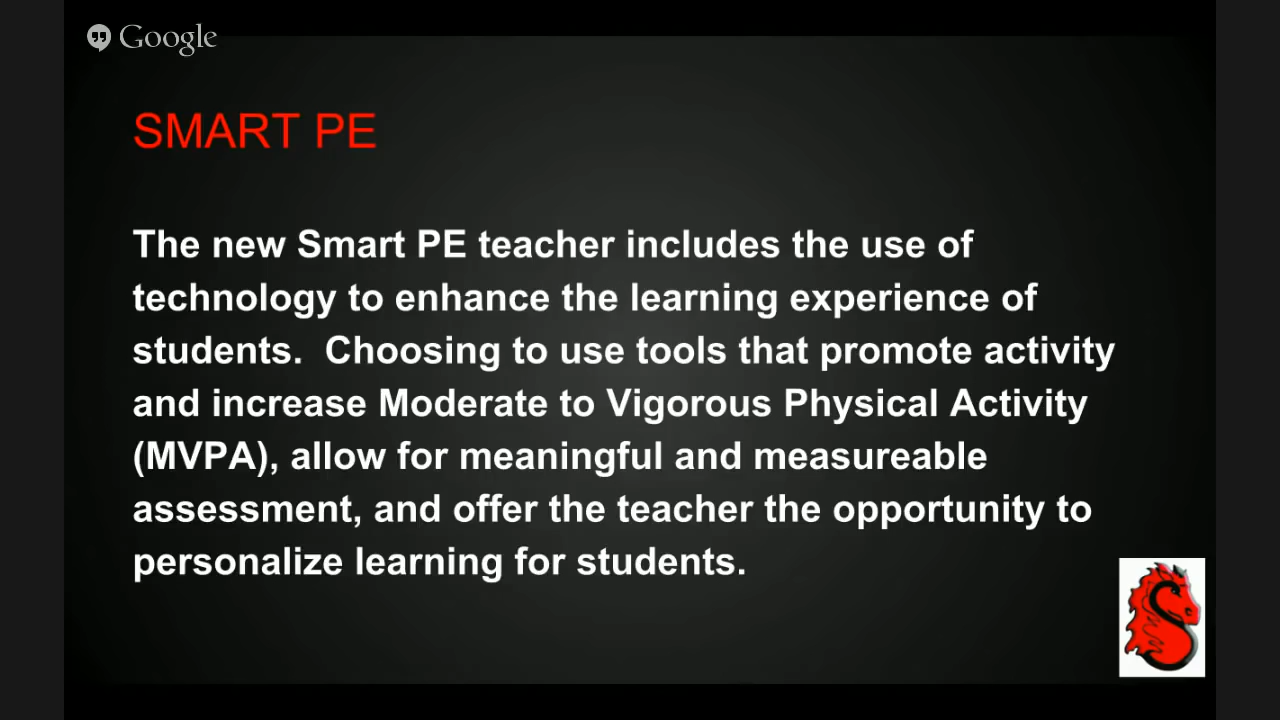 Google
SMART PE
The new Smart PE teacher includes the use of
technology to enhance the learning experience of
students.  Choosing to use tools that promote activity
and increase Moderate to Vigorous Physical Activity
(MVPA), allow for meaningful and measureable
assessment, and offer the teacher the opportunity to
personalize learning for students.